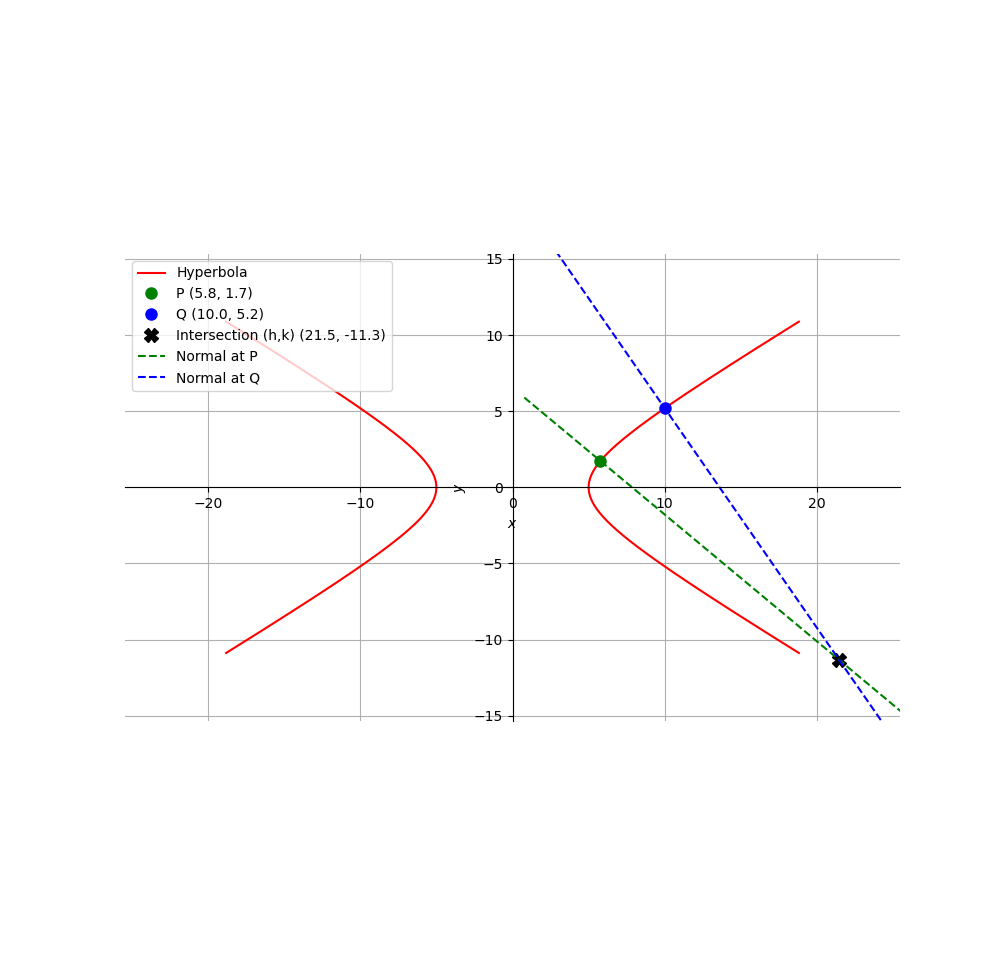 Hyperbola
P (5.8, 1.7)
Q (10.0, 5.2)
Intersection (h,k) (21.5, -11.3)
Normal at P
Normal at Q
15
10
5
0
−5
−10
−15
−20
−10
0
10
20
x
y